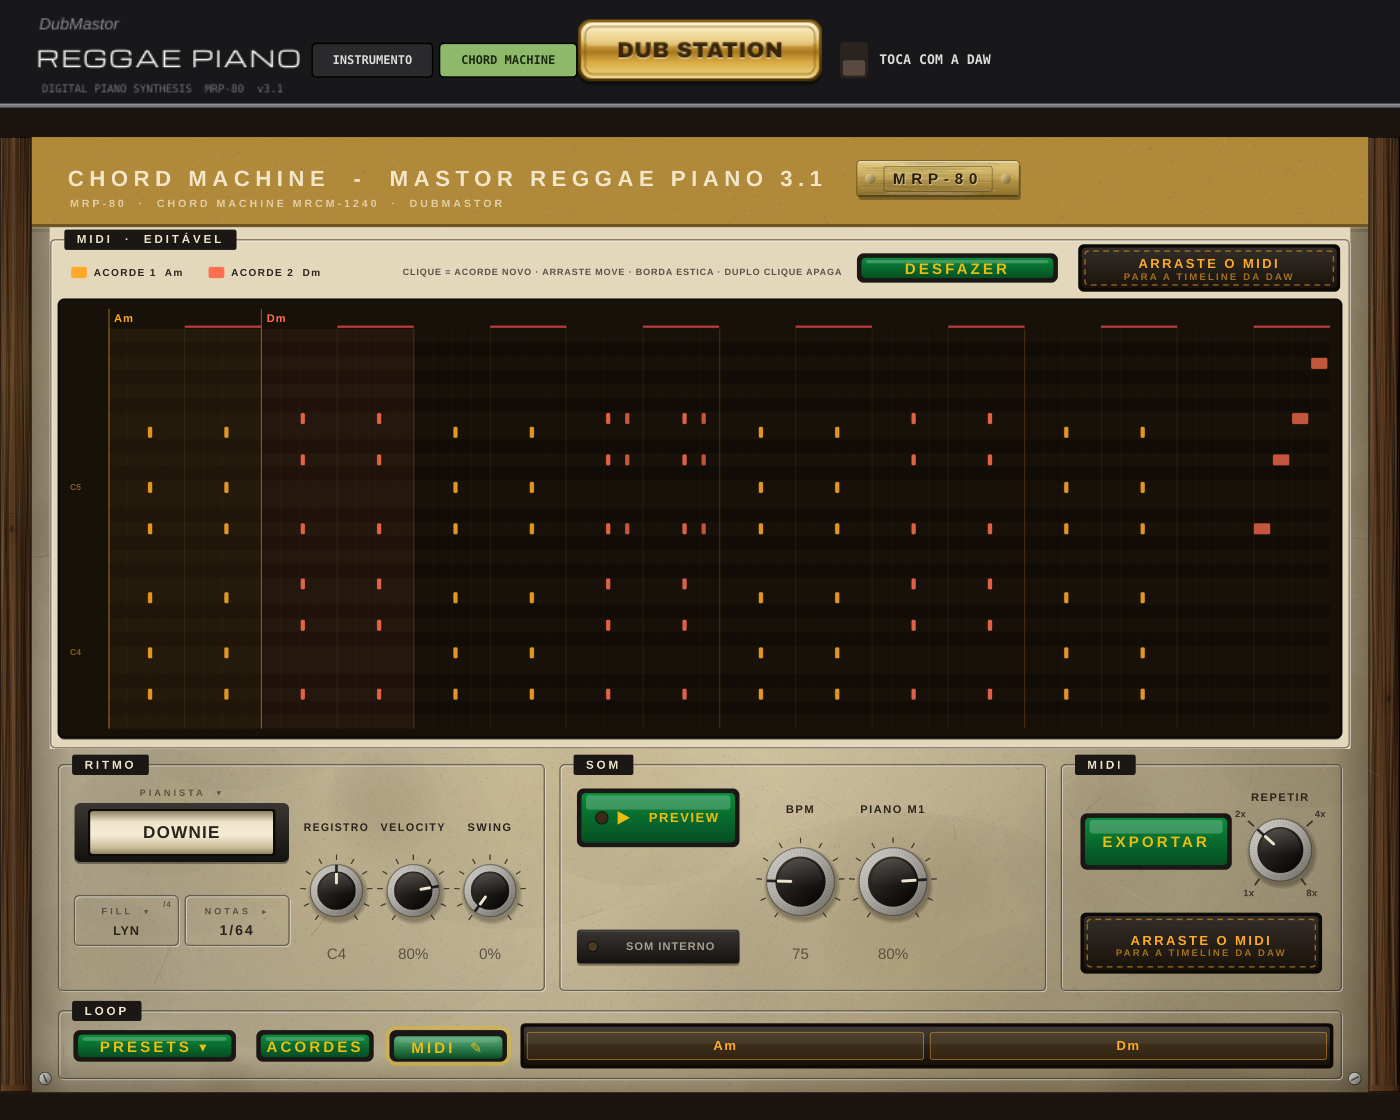 DubMastor
REGGAE PIANO
DIGITAL PIANO SYNTHESIS MRP-80 v3.1
INSTRUMENTO
CHORD MACHINE
DUB STATION
TOCA COM A DAW
CHORD MACHINE - MASTOR REGGAE PIANO 3.1
MRP-80
MRP-80 · CHORD MACHINE MRCM-1240 · DUBMASTOR
MIDI · EDITÁVEL
ACORDE 1 Am
ACORDE 2 Dm
CLIQUE = ACORDE NOVO · ARRASTE MOVE · BORDA ESTICA · DUPLO CLIQUE APAGA
DESFAZER
ARRASTE O MIDI
PARA A TIMELINE DA DAW
Am
Dm
C5
C4
RITMO
PIANISTA ▾
DOWNIE
REGISTRO
VELOCITY
SWING
FILL ▾ /4
LYN
NOTAS ▸
1/64
C4
80%
0%
SOM
PREVIEW
BPM
PIANO M1
SOM INTERNO
75
80%
MIDI
EXPORTAR
REPETIR
2x
4x
1x
8x
ARRASTE O MIDI
PARA A TIMELINE DA DAW
LOOP
PRESETS ▾
ACORDES
MIDI ✎
Am
Dm